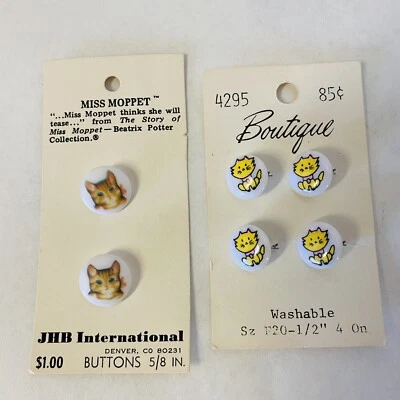 MISS MOPPET™
"...Miss Moppet thinks she will
tease..." from The Story of
Miss Moppet—Beatrix Potter
Collection.®
JHB International
DENVER, CO 80231
$1.00 BUTTONS 5/8 IN.
4295 85¢
Boutique
Washable
Sz F20-1/2" 4 On